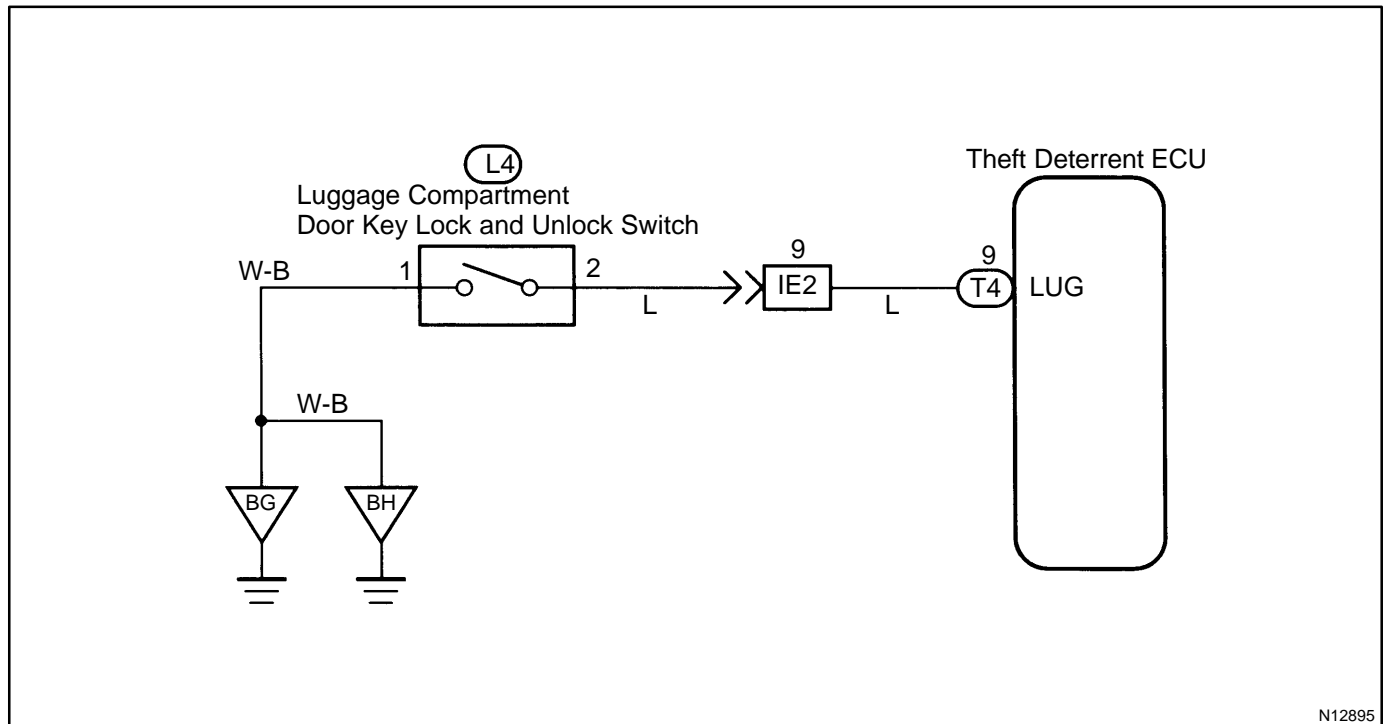 L4
Luggage Compartment
Door Key Lock and Unlock Switch
Theft Deterrent ECU
W-B
1
2
L
9
IE2
L
9
T4
LUG
W-B
BG
BH
N12895